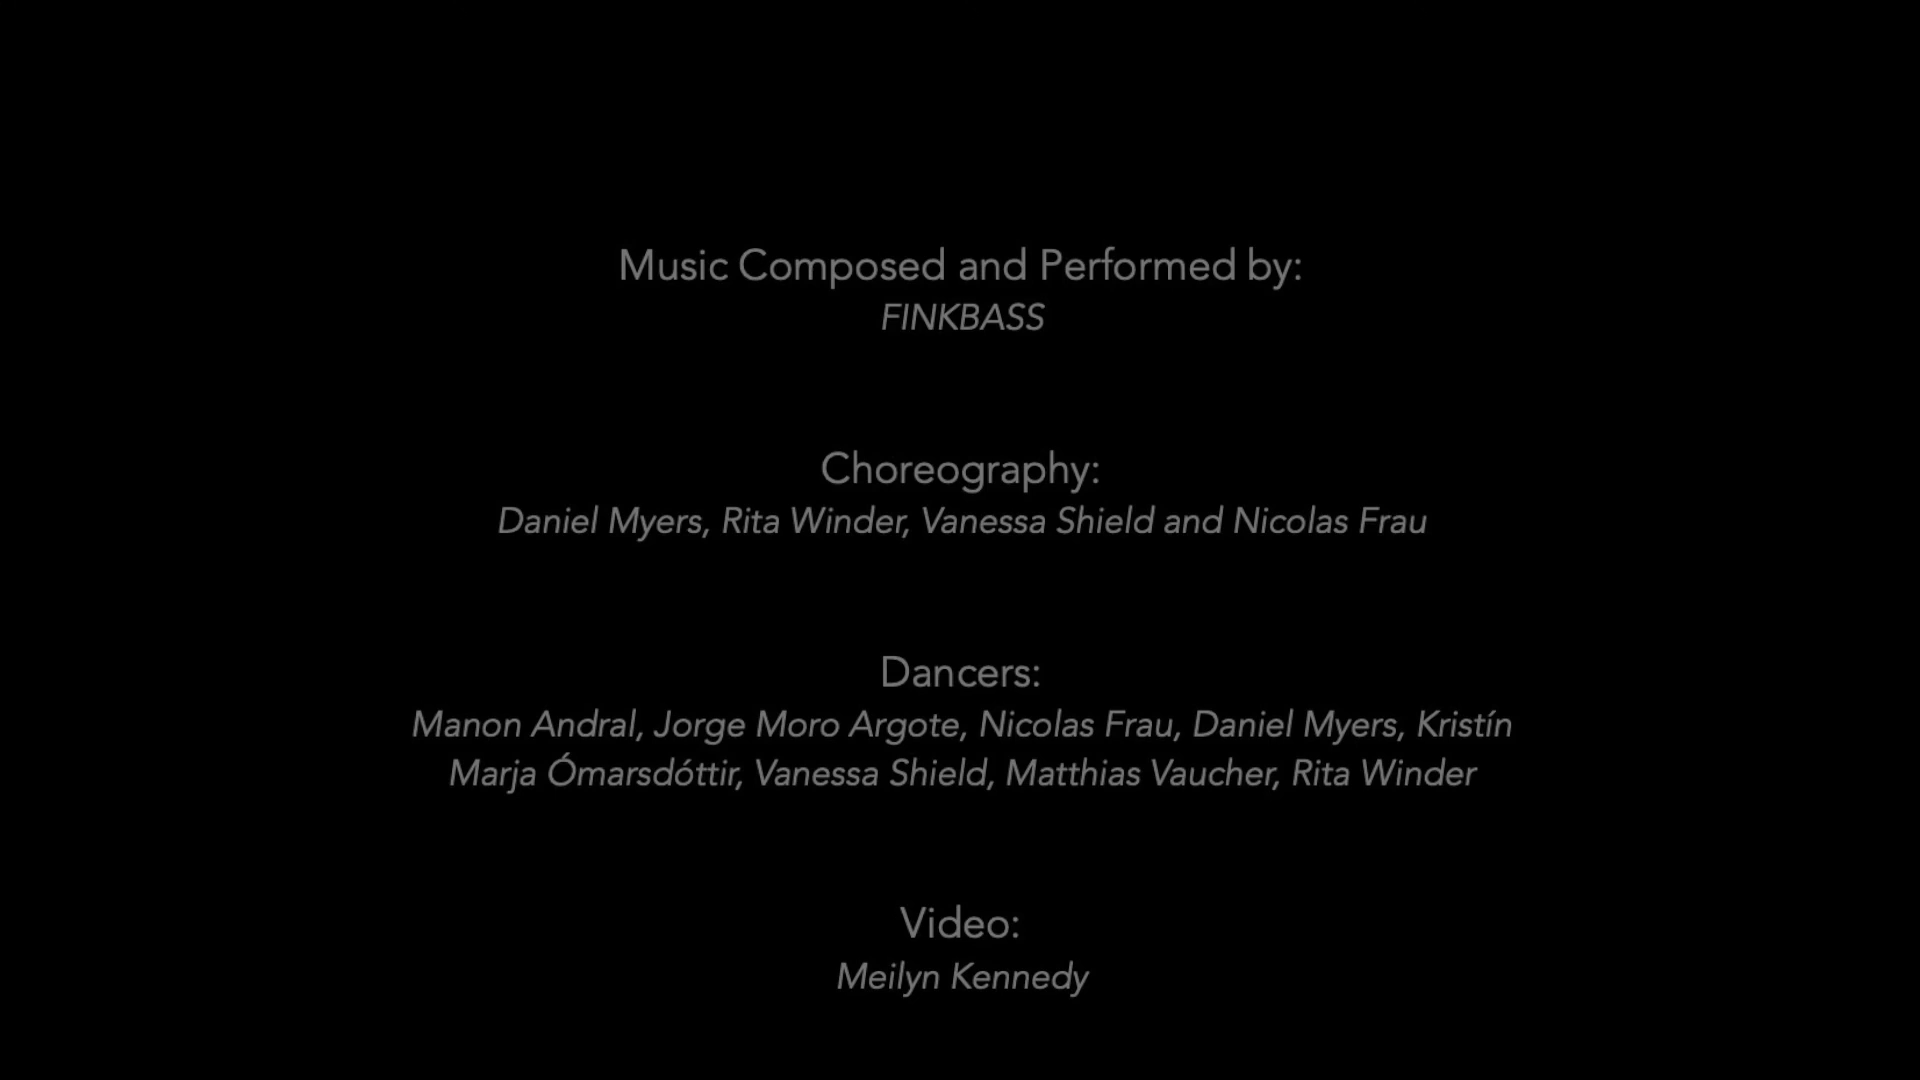 Music Composed and Performed by:
FINKBASS
Choreography:
Daniel Myers, Rita Winder, Vanessa Shield and Nicolas Frau
Dancers:
Manon Andral, Jorge Moro Argote, Nicolas Frau, Daniel Myers, Kristín
Marja Ómarsdóttir, Vanessa Shield, Matthias Vaucher, Rita Winder
Video:
Meilyn Kennedy